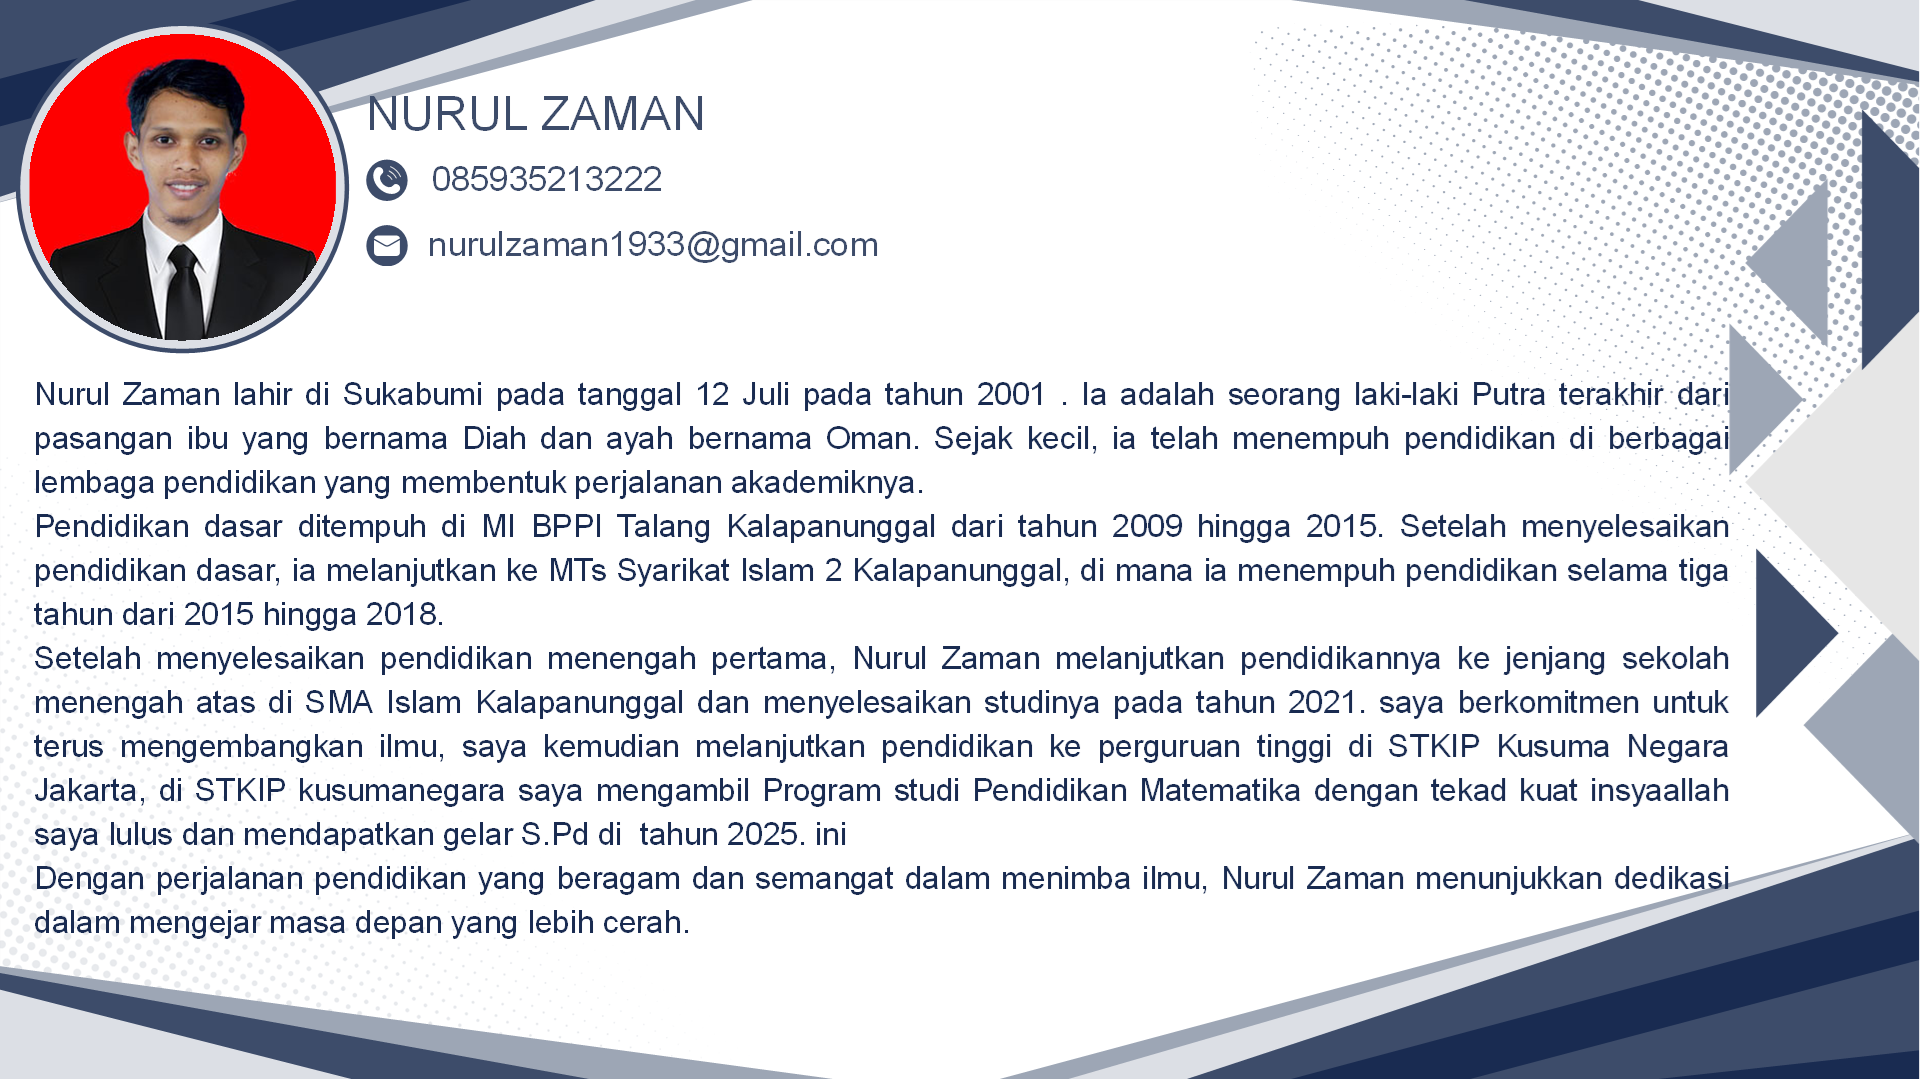 NURUL ZAMAN
085935213222
nurulzaman1933@gmail.com
Nurul Zaman lahir di Sukabumi pada tanggal 12 Juli pada tahun 2001 . Ia adalah seorang laki-laki Putra terakhir dari
pasangan ibu yang bernama Diah dan ayah bernama Oman. Sejak kecil, ia telah menempuh pendidikan di berbagai
lembaga pendidikan yang membentuk perjalanan akademiknya.
Pendidikan dasar ditempuh di MI BPPI Talang Kalapanunggal dari tahun 2009 hingga 2015. Setelah menyelesaikan
pendidikan dasar, ia melanjutkan ke MTs Syarikat Islam 2 Kalapanunggal, di mana ia menempuh pendidikan selama tiga
tahun dari 2015 hingga 2018.
Setelah menyelesaikan pendidikan menengah pertama, Nurul Zaman melanjutkan pendidikannya ke jenjang sekolah
menengah atas di SMA Islam Kalapanunggal dan menyelesaikan studinya pada tahun 2021. saya berkomitmen untuk
terus mengembangkan ilmu, saya kemudian melanjutkan pendidikan ke perguruan tinggi di STKIP Kusuma Negara
Jakarta, di STKIP kusumanegara saya mengambil Program studi Pendidikan Matematika dengan tekad kuat insyaallah
saya lulus dan mendapatkan gelar S.Pd di  tahun 2025. ini
Dengan perjalanan pendidikan yang beragam dan semangat dalam menimba ilmu, Nurul Zaman menunjukkan dedikasi
dalam mengejar masa depan yang lebih cerah.